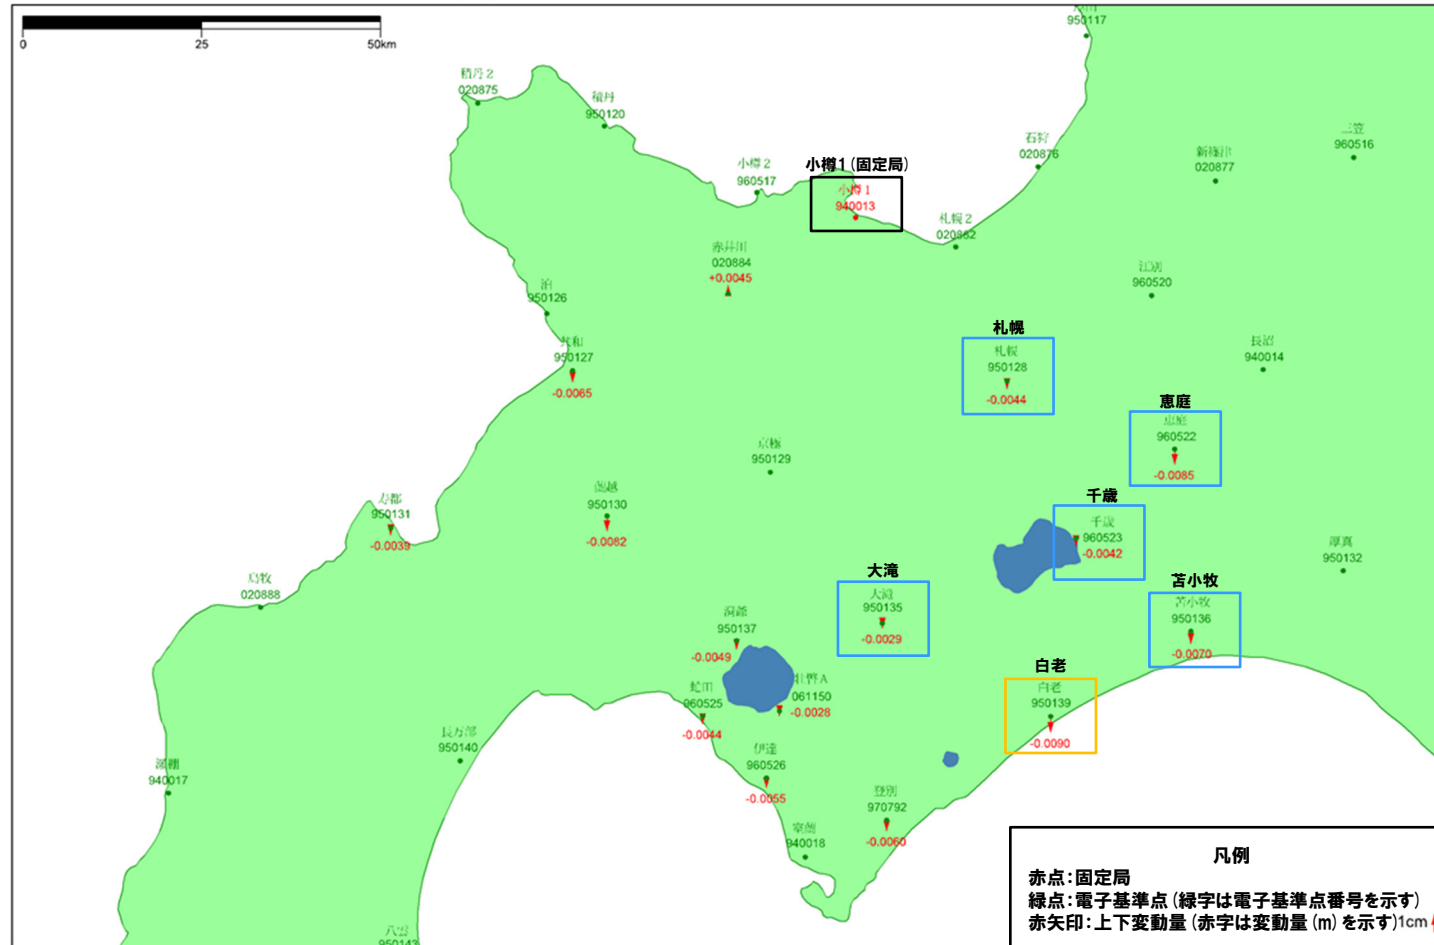 0 25 50km
950117
積丹2
020875
積丹
950120
小樽2
960517
小樽1(固定局)
小樽1
940013
札幌2
020882
石狩
020876
新篠津
020877
三笠
960516
赤井川
020884
+0.0045
江別
960520
泊
950126
共和
950127
-0.0065
札幌
札幌
950128
-0.0044
長沼
940014
恵庭
恵庭
960522
-0.0085
京極
950129
蘭越
950130
-0.0082
寿都
950131
-0.0039
千歳
千歳
960523
-0.0042
厚真
950132
島牧
020888
大滝
大滝
950135
-0.0029
苫小牧
苫小牧
950136
-0.0070
洞爺
950137
-0.0049
壮瞥A
061150
-0.0028
虻田
960525
-0.0044
白老
白老
950139
-0.0090
長万部
950140
瀬棚
940017
伊達
960526
-0.0055
登別
970792
-0.0060
室蘭
940018
八雲
950143
凡例
赤点:固定局
緑点:電子基準点(緑字は電子基準点番号を示す)
赤矢印:上下変動量(赤字は変動量(m)を示す)1cm